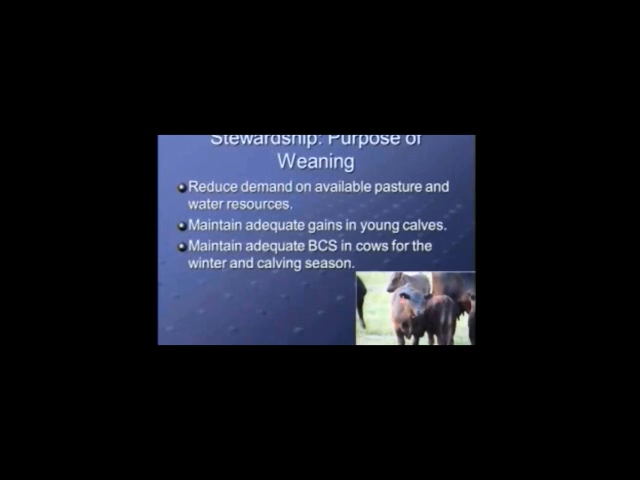 Stewardship: Purpose of
Weaning
Reduce demand on available pasture and
water resources.
Maintain adequate gains in young calves.
Maintain adequate BCS in cows for the
winter and calving season.